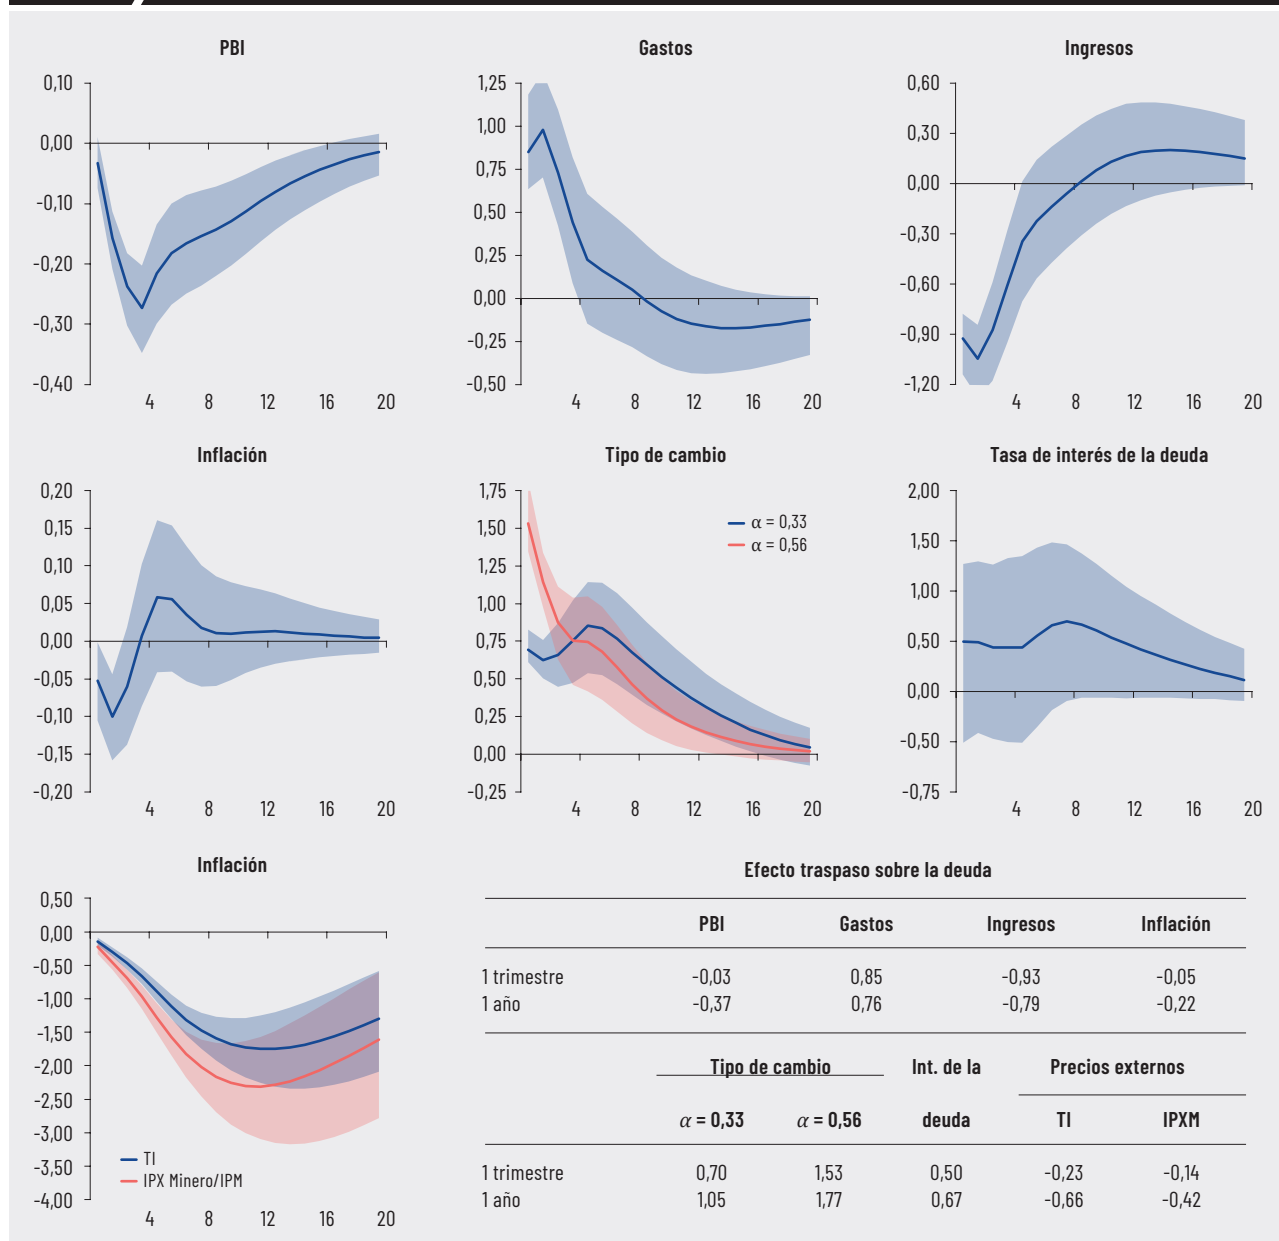 PBI
0,10
0,00
-0,10
-0,20
-0,30
-0,40
4 8 12 16 20
Gastos
1,25
1,00
0,75
0,50
0,25
0,00
-0,25
-0,50
4 8 12 16 20
Ingresos
0,60
0,30
0,00
-0,30
-0,60
-0,90
-1,20
4 8 12 16 20
Inflación
0,20
0,15
0,10
0,05
0,00
-0,05
-0,10
-0,15
-0,20
4 8 12 16 20
Tipo de cambio
1,75
1,50
1,25
1,00
0,75
0,50
0,25
0,00
-0,25
α = 0,33
α = 0,56
4 8 12 16 20
Tasa de interés de la deuda
2,00
1,50
1,00
0,50
0,00
-0,50
-0,75
4 8 12 16 20
Inflación
0,50
0,00
-0,50
-1,00
-1,50
-2,00
-2,50
-3,00
-3,50
-4,00
TI
IPX Minero/IPM
4 8 12 16 20
Efecto traspaso sobre la deuda
PBI Gastos Ingresos Inflación
1 trimestre -0,03 0,85 -0,93 -0,05
1 año -0,37 0,76 -0,79 -0,22
Tipo de cambio Int. de la Precios externos
α = 0,33 α = 0,56 deuda TI IPXM
1 trimestre 0,70 1,53 0,50 -0,23 -0,14
1 año 1,05 1,77 0,67 -0,66 -0,42